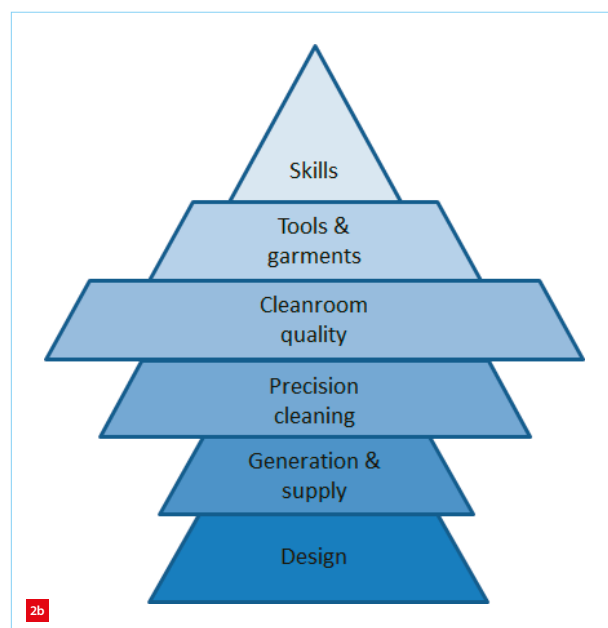 Skills
Tools &
garments
Cleanroom
quality
Precision
cleaning
Generation &
supply
Design
2b